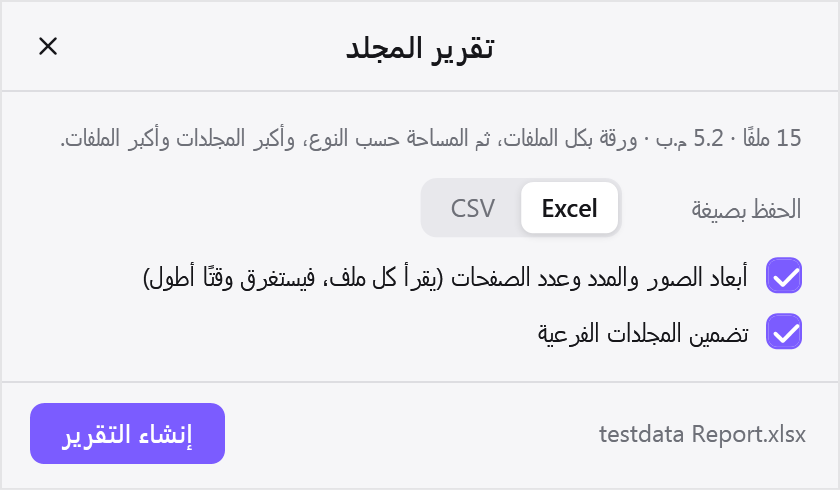 تقرير المجلد
15 ملفًا · 5.2 م.ب · ورقة بكل الملفات، ثم المساحة حسب النوع، وأكبر المجلدات وأكبر الملفات.
الحفظ بصيغة Excel CSV
أبعاد الصور والمدد وعدد الصفحات (يقرأ كل ملف، فيستغرق وقتًا أطول)
تضمين المجلدات الفرعية
testdata Report.xlsx إنشاء التقرير